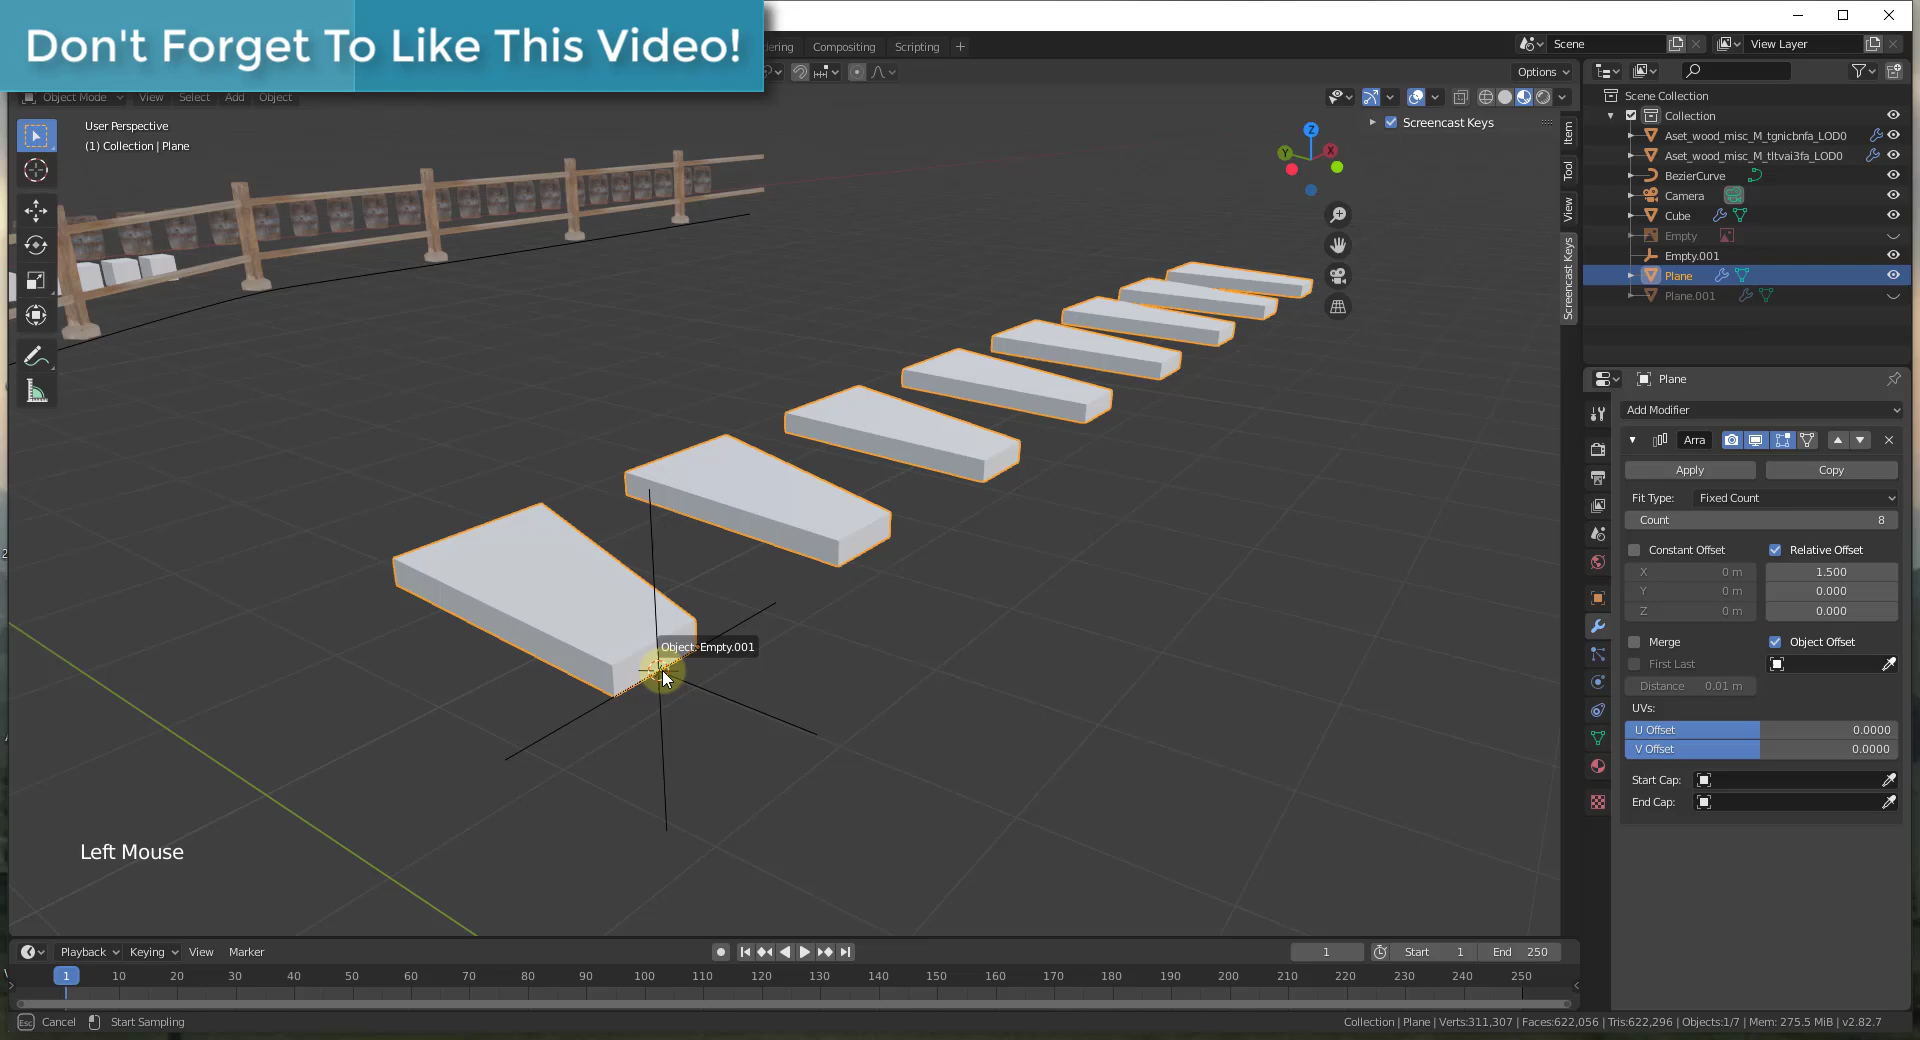 Don't Forget To Like This Video!
Compositing
Scripting
+
Scene
View Layer
Options
Object Mode
View
Select
Add
Object
User Perspective
(1) Collection | Plane
Z
Y
X
Screencast Keys
Item
Tool
View
Screencast Keys
Scene Collection
Collection
Aset_wood_misc_M_tgnicbnfa_LOD0
Aset_wood_misc_M_tltvai3fa_LOD0
BezierCurve
Camera
Cube
Empty
Empty.001
Plane
Plane.001
Plane
Add Modifier
Arra
Apply
Copy
Fit Type:
Fixed Count
Count
8
Constant Offset
Relative Offset
X
0 m
1.500
Y
0 m
0.000
Z
0 m
0.000
Merge
Object Offset
First Last
Distance
0.01 m
UVs:
U Offset
0.0000
V Offset
0.0000
Start Cap:
End Cap:
Object: Empty.001
Left Mouse
Playback
Keying
View
Marker
1
Start
1
End
250
1
10
20
30
40
50
60
70
80
90
100
110
120
130
140
150
160
170
180
190
200
210
220
230
240
250
Esc
Cancel
Start Sampling
Collection | Plane | Verts:311,307 | Faces:622,056 | Tris:622,296 | Objects:1/7 | Mem: 275.5 MiB | v2.82.7